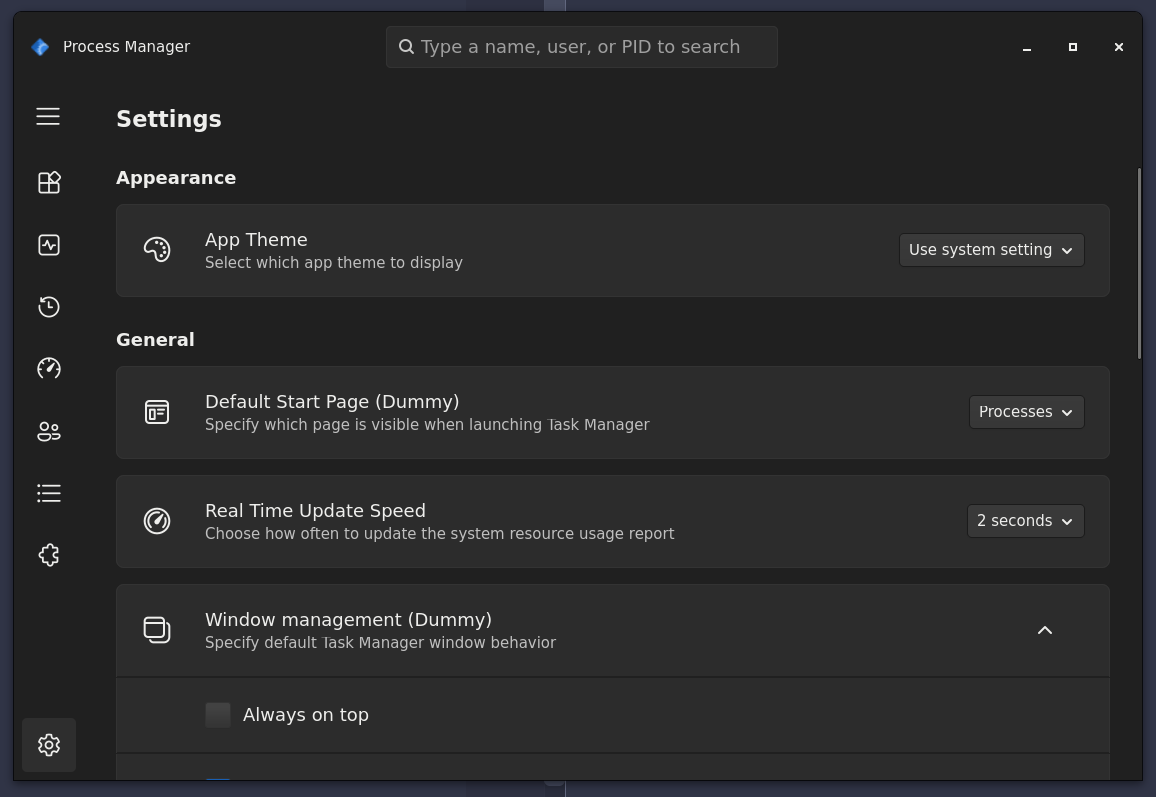 Process Manager
Type a name, user, or PID to search
Settings
Appearance
App Theme
Select which app theme to display
Use system setting
General
Default Start Page (Dummy)
Specify which page is visible when launching Task Manager
Processes
Real Time Update Speed
Choose how often to update the system resource usage report
2 seconds
Window management (Dummy)
Specify default Task Manager window behavior
Always on top